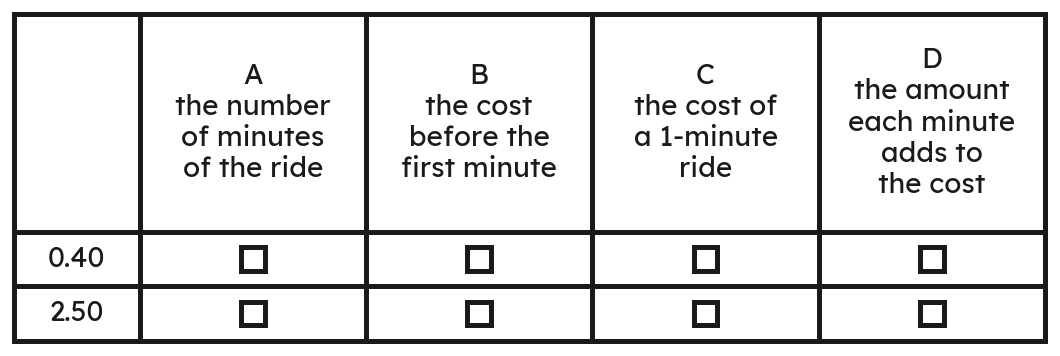 A
the number
of minutes
of the ride
B
the cost
before the
first minute
C
the cost of
a 1-minute
ride
D
the amount
each minute
adds to
the cost
0.40
2.50